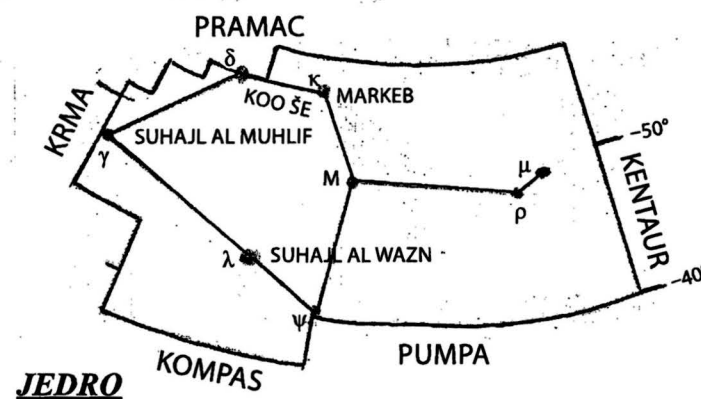 PRAMAC
δ
κ
KOO ŠE
MARKEB
KRMA
SUHAJL AL MUHLIF
γ
−50°
M
μ
ρ
KENTAUR
λ
SUHAJL AL WAZN
−40°
ψ
PUMPA
KOMPAS
JEDRO